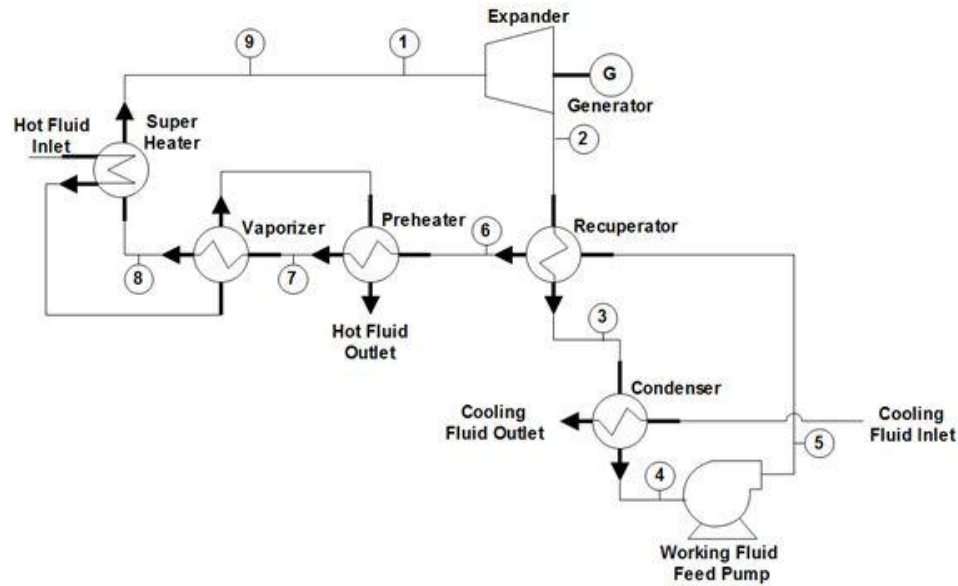 Expander
9
1
G
Generator
Hot Fluid
Inlet
Super
Heater
2
Vaporizer
Preheater
6
Recuperator
8
7
3
Hot Fluid
Outlet
Condenser
Cooling
Fluid Outlet
Cooling
Fluid Inlet
5
4
Working Fluid
Feed Pump